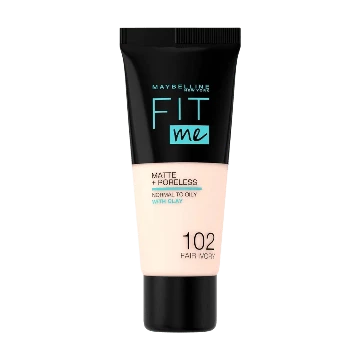 MAYBELLINE
NEW YORK
FIT
me
MATTE
+ PORELESS
NORMAL TO OILY
WITH CLAY
102
FAIR IVORY